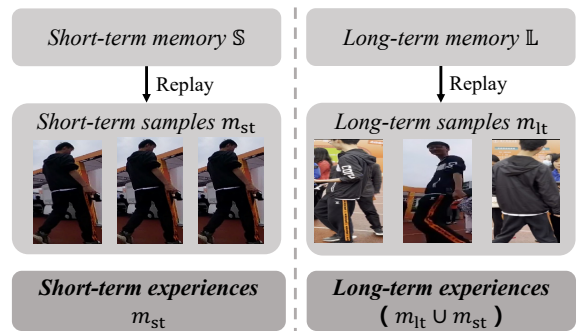 Short-term memory 𝕊
Replay
Short-term samples m_st
Short-term experiences
m_st
Long-term memory 𝕃
Replay
Long-term samples m_lt
Long-term experiences
( m_lt ∪ m_st )